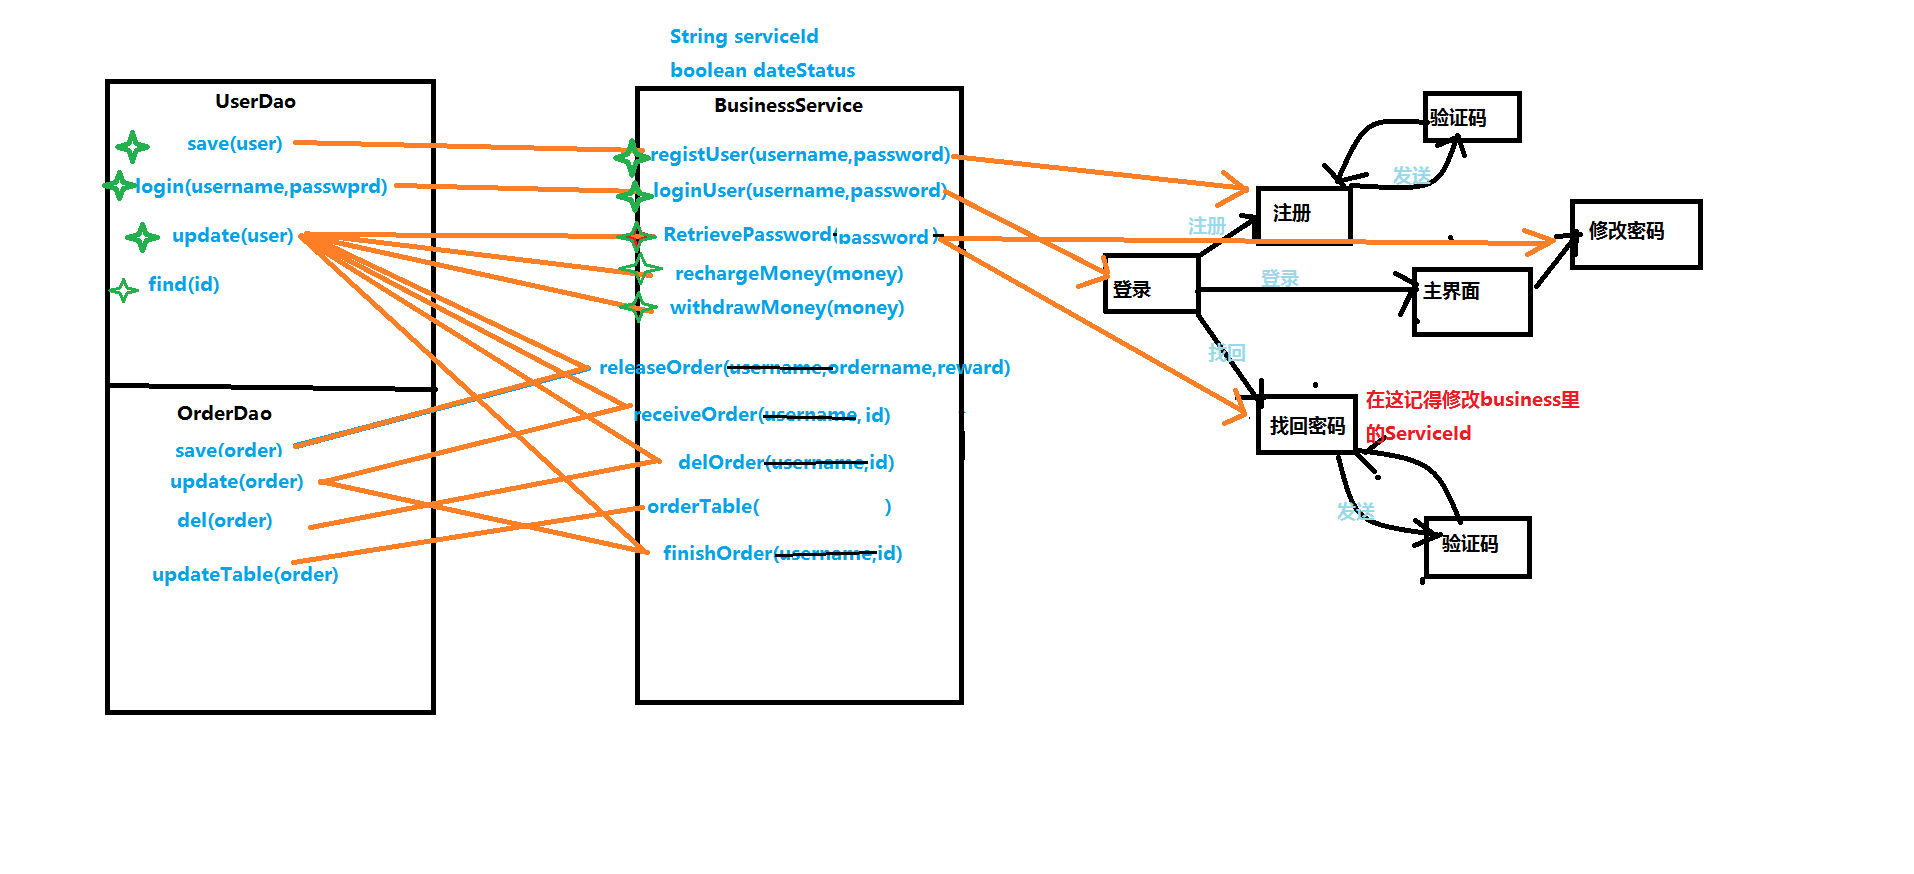 String serviceId
boolean dateStatus
UserDao
save(user)
login(username,passwprd)
update(user)
find(id)
OrderDao
save(order)
update(order)
del(order)
updateTable(order)
BusinessService
registUser(username,password)
loginUser(username,password)
RetrievePassword(password )
rechargeMoney(money)
withdrawMoney(money)
releaseOrder(username,ordername,reward)
receiveOrder(username, id)
delOrder(username,id)
orderTable( )
finishOrder(username,id)
验证码
发送
注册
注册
修改密码
登录
登录
主界面
找回
找回密码
在这记得修改business里
的ServiceId
发送
验证码